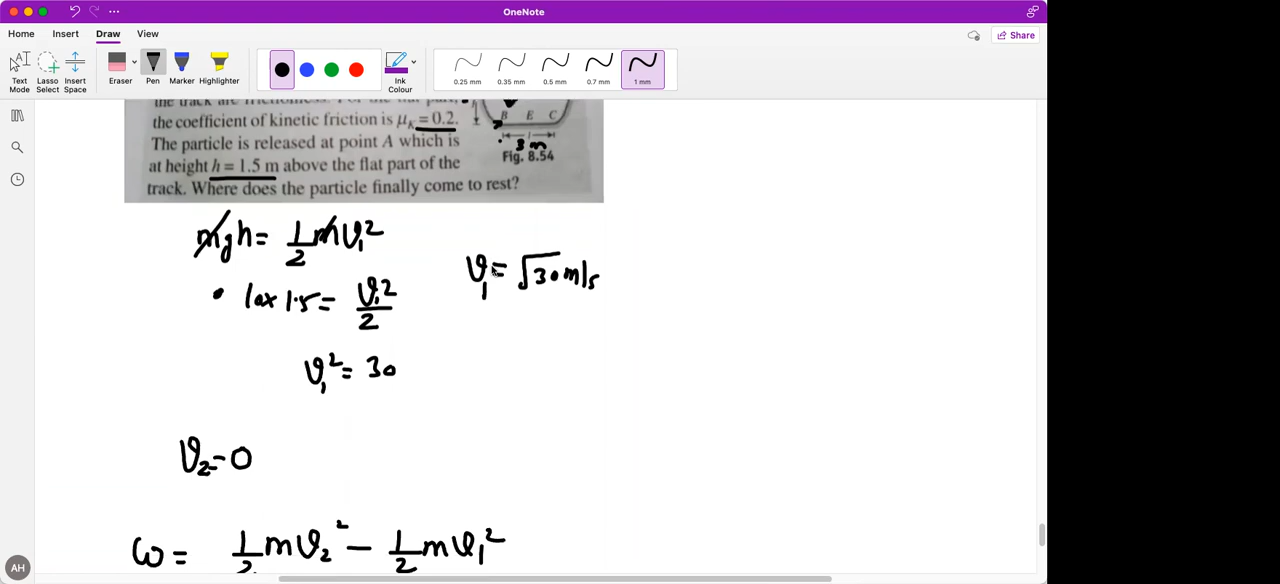 OneNote
Home Insert Draw View
Share
Text Mode
Lasso Select
Insert Space
Eraser
Pen
Marker
Highlighter
Ink Colour
0.25 mm
0.35 mm
0.5 mm
0.7 mm
1 mm
the coefficient of kinetic friction is μK = 0.2.
The particle is released at point A which is
at height h = 1.5 m above the flat part of the
track. Where does the particle finally come to rest?
B E C
3 m
Fig. 8.54
mgh = 1/2 mv₁²
v₁ = √30 m/s
10x 1.5 = v₁²/2
v₁² = 30
v₂ = 0
ω = 1/2 mv₂² − 1/2 mv₁²
AH